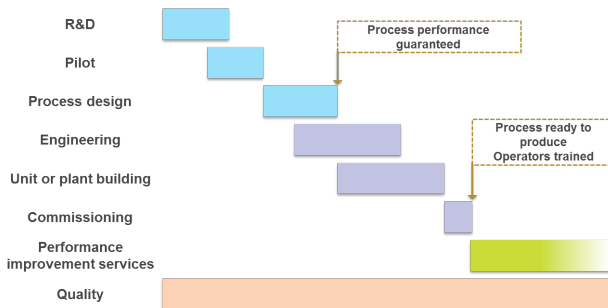 R&D
Process performance
guaranteed
Pilot
Process design
Engineering
Process ready to
produce
Operators trained
Unit or plant building
Commissioning
Performance
improvement services
Quality